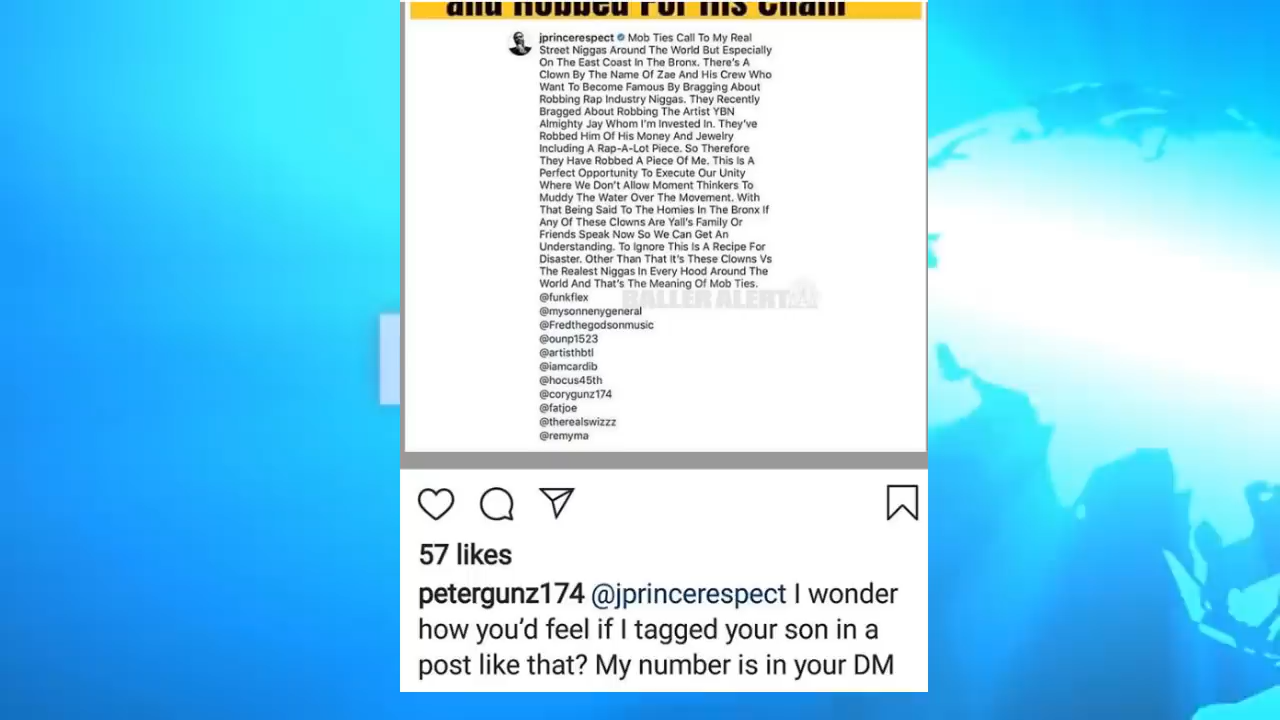 and Robbed For His Chain
jprincerespect Mob Ties Call To My Real
Street Niggas Around The World But Especially
On The East Coast In The Bronx. There's A
Clown By The Name Of Zae And His Crew Who
Want To Become Famous By Bragging About
Robbing Rap Industry Niggas. They Recently
Bragged About Robbing The Artist YBN
Almighty Jay Whom I'm Invested In. They've
Robbed Him Of His Money And Jewelry
Including A Rap-A-Lot Piece. So Therefore
They Have Robbed A Piece Of Me. This Is A
Perfect Opportunity To Execute Our Unity
Where We Don't Allow Moment Thinkers To
Muddy The Water Over The Movement. With
That Being Said To The Homies In The Bronx If
Any Of These Clowns Are Yall's Family Or
Friends Speak Now So We Can Get An
Understanding. To Ignore This Is A Recipe For
Disaster. Other Than That It's These Clowns Vs
The Realest Niggas In Every Hood Around The
World And That's The Meaning Of Mob Ties.
BALLER ALERT
@funkflex
@mysonnenygeneral
@Fredthegodsonmusic
@ounp1523
@artisthbtl
@iamcardib
@hocus45th
@corygunz174
@fatjoe
@therealswizzz
@remyma
57 likes
petergunz174 @jprincerespect I wonder
how you'd feel if I tagged your son in a
post like that? My number is in your DM